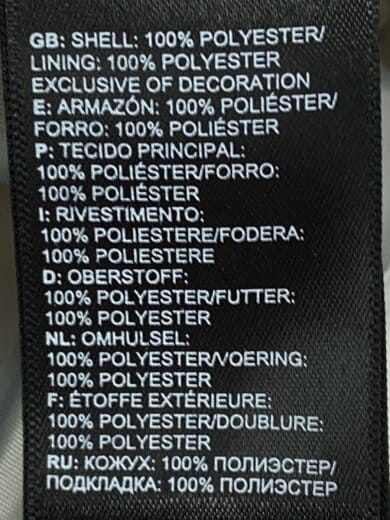 GB: SHELL: 100% POLYESTER/
LINING: 100% POLYESTER
EXCLUSIVE OF DECORATION
E: ARMAZÓN: 100% POLIÉSTER/
FORRO: 100% POLIÉSTER
P: TECIDO PRINCIPAL:
100% POLIÉSTER/FORRO:
100% POLIÉSTER
I: RIVESTIMENTO:
100% POLIESTERE/FODERA:
100% POLIESTERE
D: OBERSTOFF:
100% POLYESTER/FUTTER:
100% POLYESTER
NL: OMHULSEL:
100% POLYESTER/VOERING:
100% POLYESTER
F: ÉTOFFE EXTÉRIEURE:
100% POLYESTER/DOUBLURE:
100% POLYESTER
RU: КОЖУХ: 100% ПОЛИЭСТЕР/
ПОДКЛАДКА: 100% ПОЛИЭСТЕР